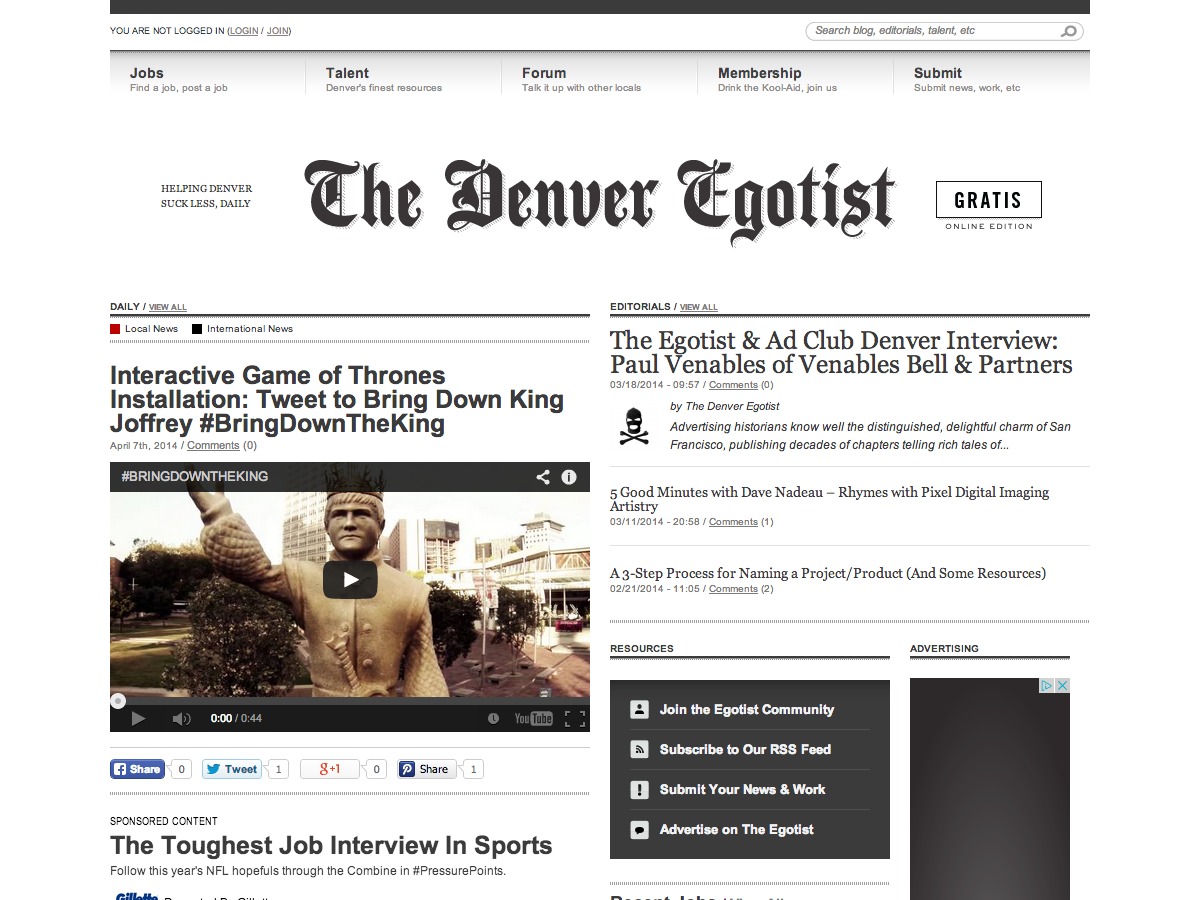 YOU ARE NOT LOGGED IN (LOGIN / JOIN)
Search blog, editorials, talent, etc
Jobs
Find a job, post a job
Talent
Denver's finest resources
Forum
Talk it up with other locals
Membership
Drink the Kool-Aid, join us
Submit
Submit news, work, etc
HELPING DENVER
SUCK LESS, DAILY
The Denver Egotist
GRATIS
ONLINE EDITION
DAILY / VIEW ALL
Local News
International News
Interactive Game of Thrones
Installation: Tweet to Bring Down King
Joffrey #BringDownTheKing
April 7th, 2014 / Comments (0)
#BRINGDOWNTHEKING
0:00 / 0:44
YouTube
Share 0
Tweet 1
g+1 0
Share 1
SPONSORED CONTENT
The Toughest Job Interview In Sports
Follow this year's NFL hopefuls through the Combine in #PressurePoints.
Gillette
EDITORIALS / VIEW ALL
The Egotist & Ad Club Denver Interview:
Paul Venables of Venables Bell & Partners
03/18/2014 - 09:57 / Comments (0)
by The Denver Egotist
Advertising historians know well the distinguished, delightful charm of San
Francisco, publishing decades of chapters telling rich tales of...
5 Good Minutes with Dave Nadeau – Rhymes with Pixel Digital Imaging
Artistry
03/11/2014 - 20:58 / Comments (1)
A 3-Step Process for Naming a Project/Product (And Some Resources)
02/21/2014 - 11:05 / Comments (2)
RESOURCES
Join the Egotist Community
Subscribe to Our RSS Feed
Submit Your News & Work
Advertise on The Egotist
ADVERTISING